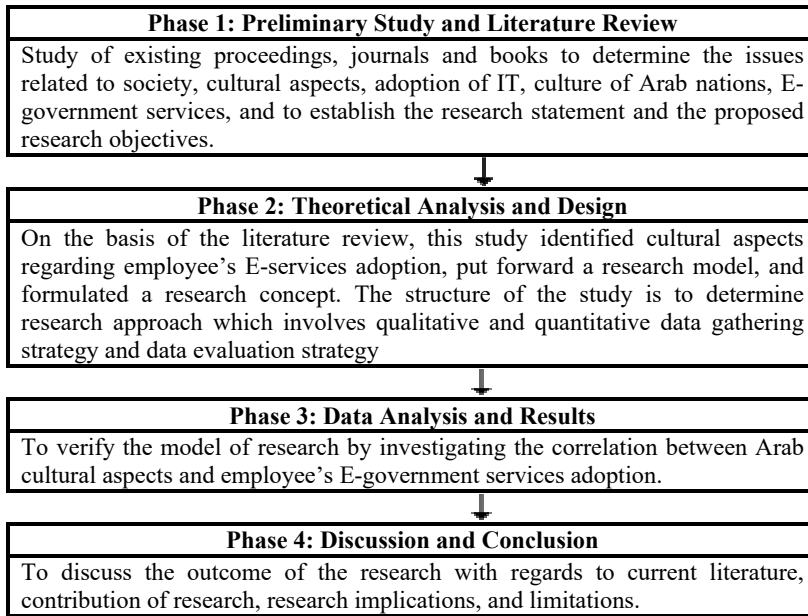 Phase 1: Preliminary Study and Literature Review
Study of existing proceedings, journals and books to determine the issues
related to society, cultural aspects, adoption of IT, culture of Arab nations, E-
government services, and to establish the research statement and the proposed
research objectives.
Phase 2: Theoretical Analysis and Design
On the basis of the literature review, this study identified cultural aspects
regarding employee's E-services adoption, put forward a research model, and
formulated a research concept. The structure of the study is to determine
research approach which involves qualitative and quantitative data gathering
strategy and data evaluation strategy
Phase 3: Data Analysis and Results
To verify the model of research by investigating the correlation between Arab
cultural aspects and employee's E-government services adoption.
Phase 4: Discussion and Conclusion
To discuss the outcome of the research with regards to current literature,
contribution of research, research implications, and limitations.